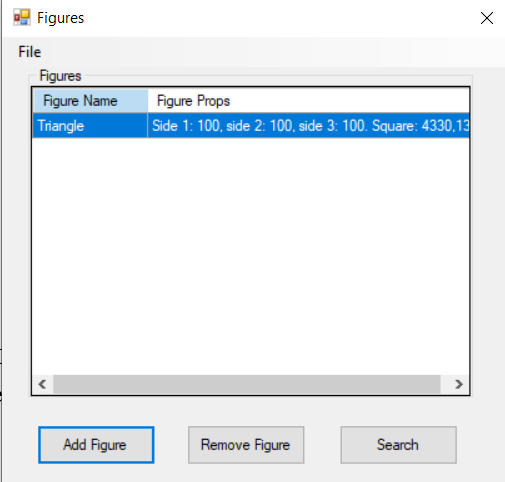 Figures
File
Figures
Figure Name Figure Props
Triangle Side 1: 100, side 2: 100, side 3: 100. Square: 4330,13
Add Figure Remove Figure Search